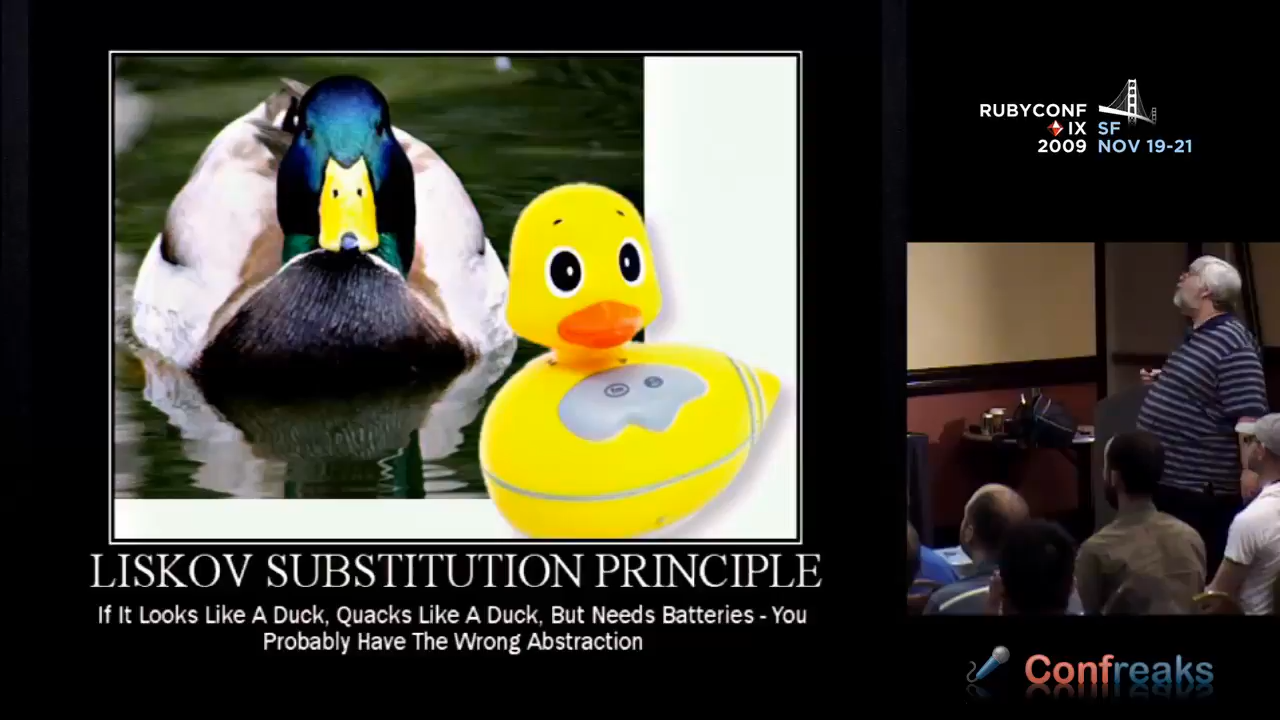 LISKOV SUBSTITUTION PRINCIPLE
If It Looks Like A Duck, Quacks Like A Duck, But Needs Batteries - You
Probably Have The Wrong Abstraction
RUBYCONF
IX SF
2009 NOV 19-21
Confreaks